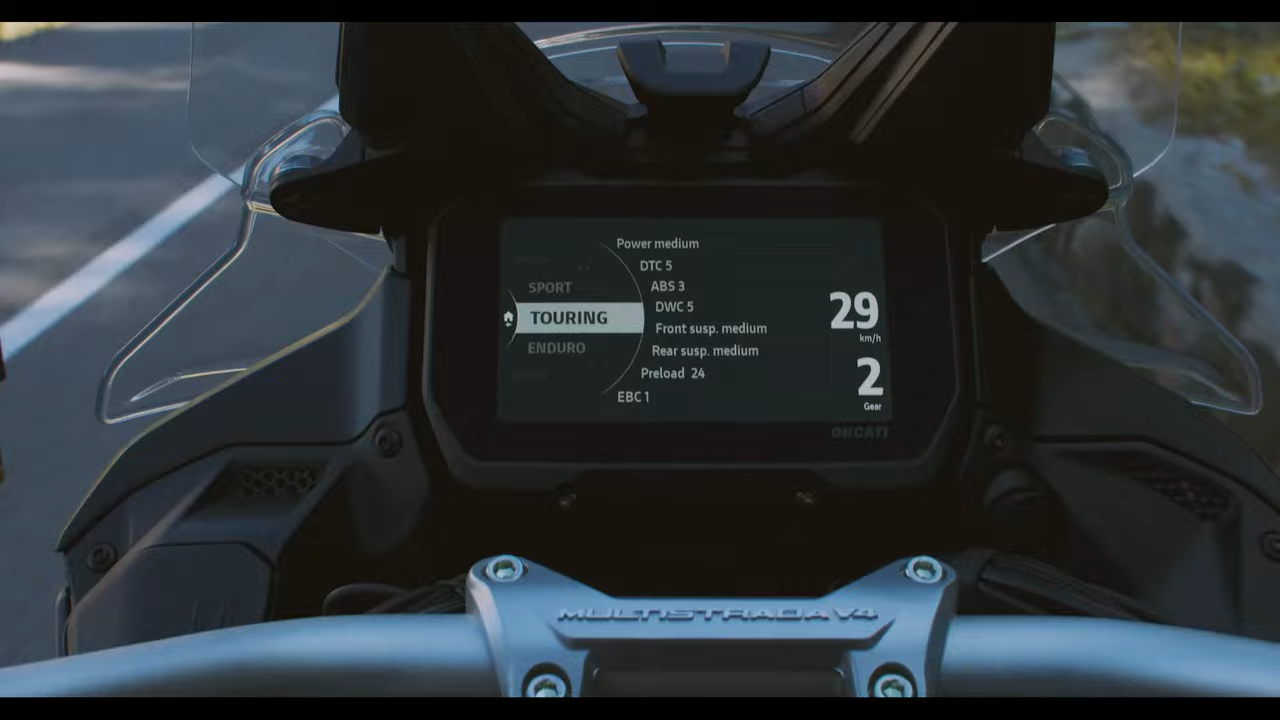 Power medium
DTC 5
SPORT
ABS 3
DWC 5
TOURING
Front susp. medium
ENDURO
Rear susp. medium
Preload 24
EBC 1
29
km/h
2
Gear
DUCATI
MULTISTRADA V4